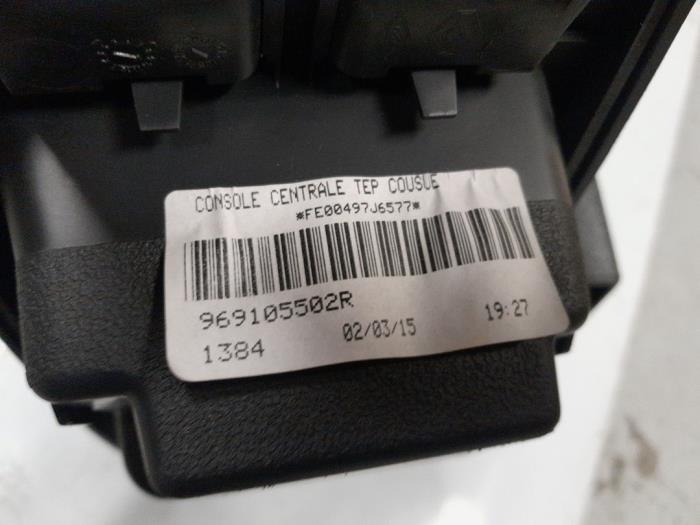 CONSOLE CENTRALE TEP COUSUE
*FE00497J6577*
969105502R
1384 02/03/15 19:27